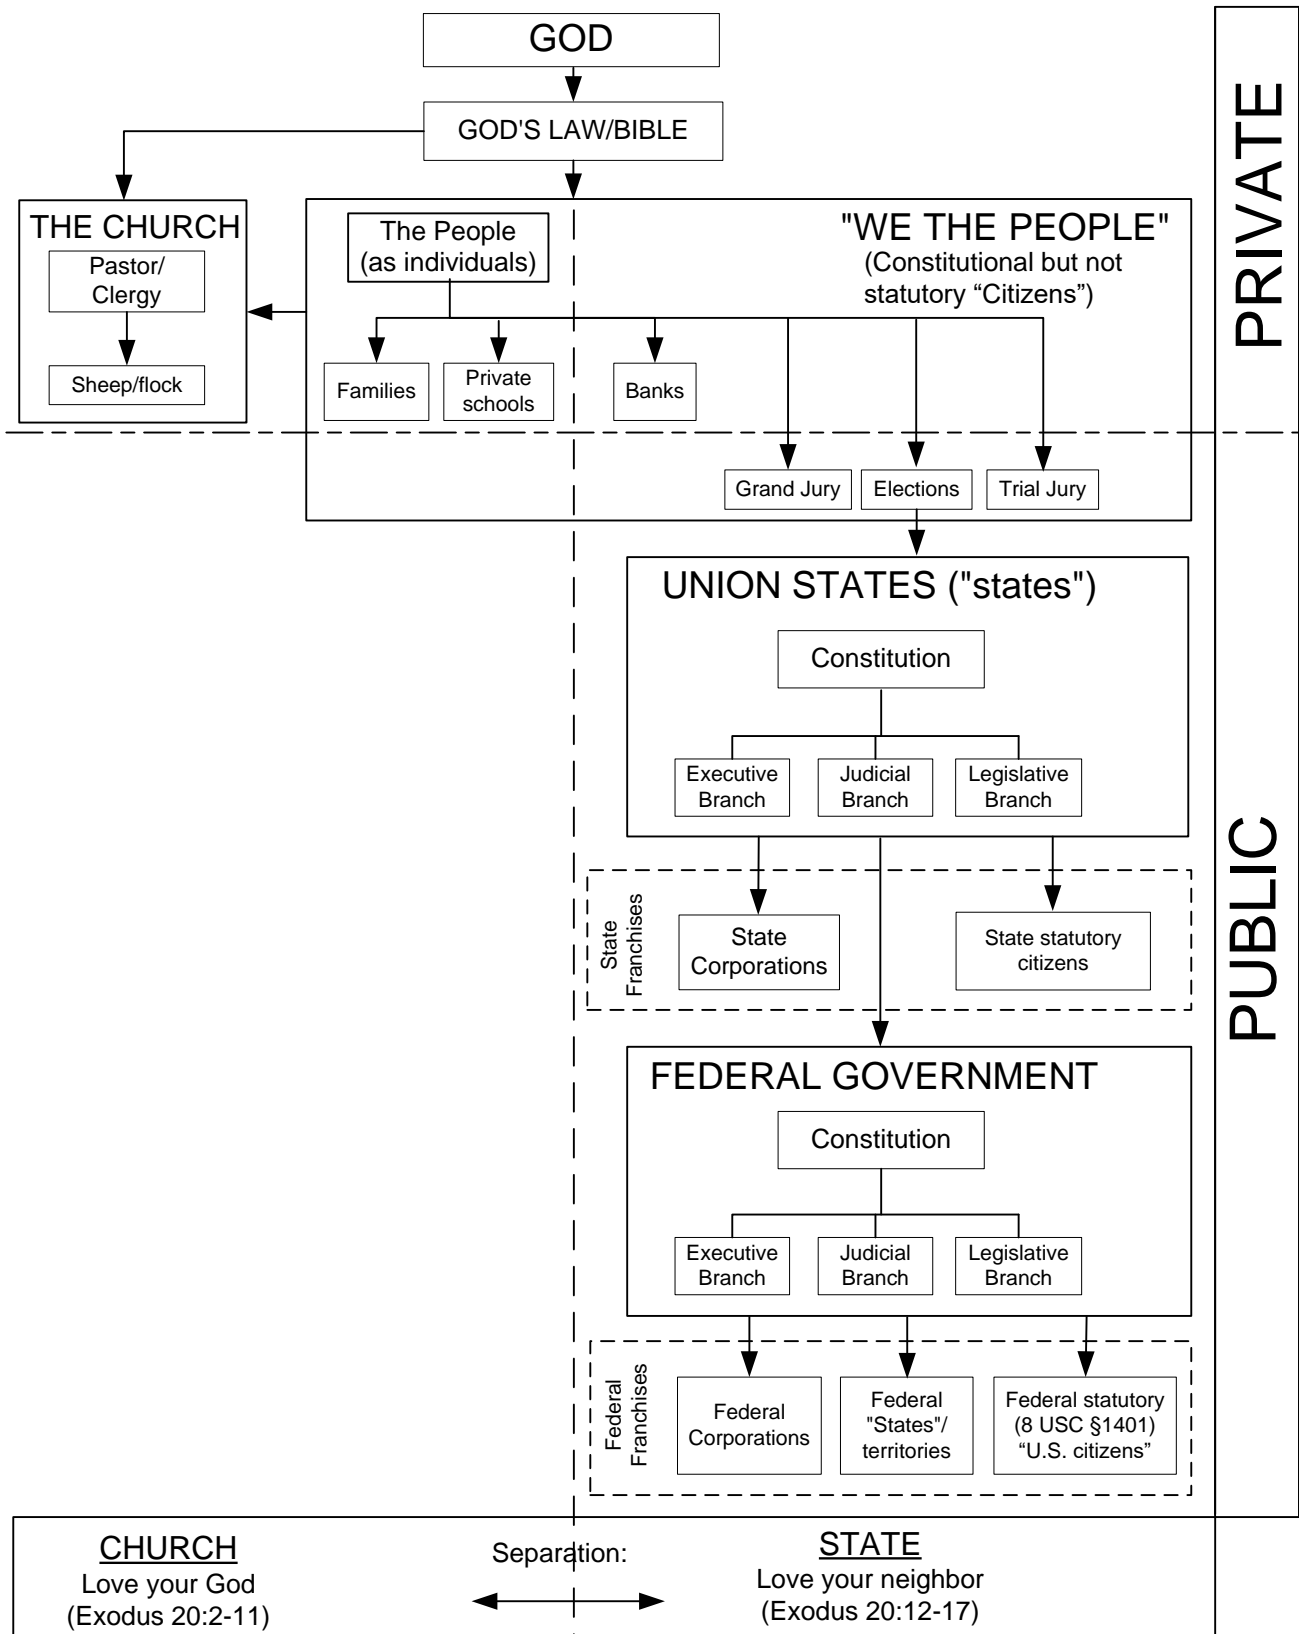 GOD
GOD'S LAW/BIBLE
PRIVATE
THE CHURCH
Pastor/
Clergy
Sheep/flock
The People
(as individuals)
"WE THE PEOPLE"
(Constitutional but not
statutory “Citizens”)
Families
Private
schools
Banks
Grand Jury
Elections
Trial Jury
UNION STATES ("states")
Constitution
Executive
Branch
Judicial
Branch
Legislative
Branch
PUBLIC
State
Franchises
State
Corporations
State statutory
citizens
FEDERAL GOVERNMENT
Constitution
Executive
Branch
Judicial
Branch
Legislative
Branch
Federal
Franchises
Federal
Corporations
Federal
"States"/
territories
Federal statutory
(8 USC §1401)
“U.S. citizens”
CHURCH
Love your God
(Exodus 20:2-11)
Separation:
STATE
Love your neighbor
(Exodus 20:12-17)